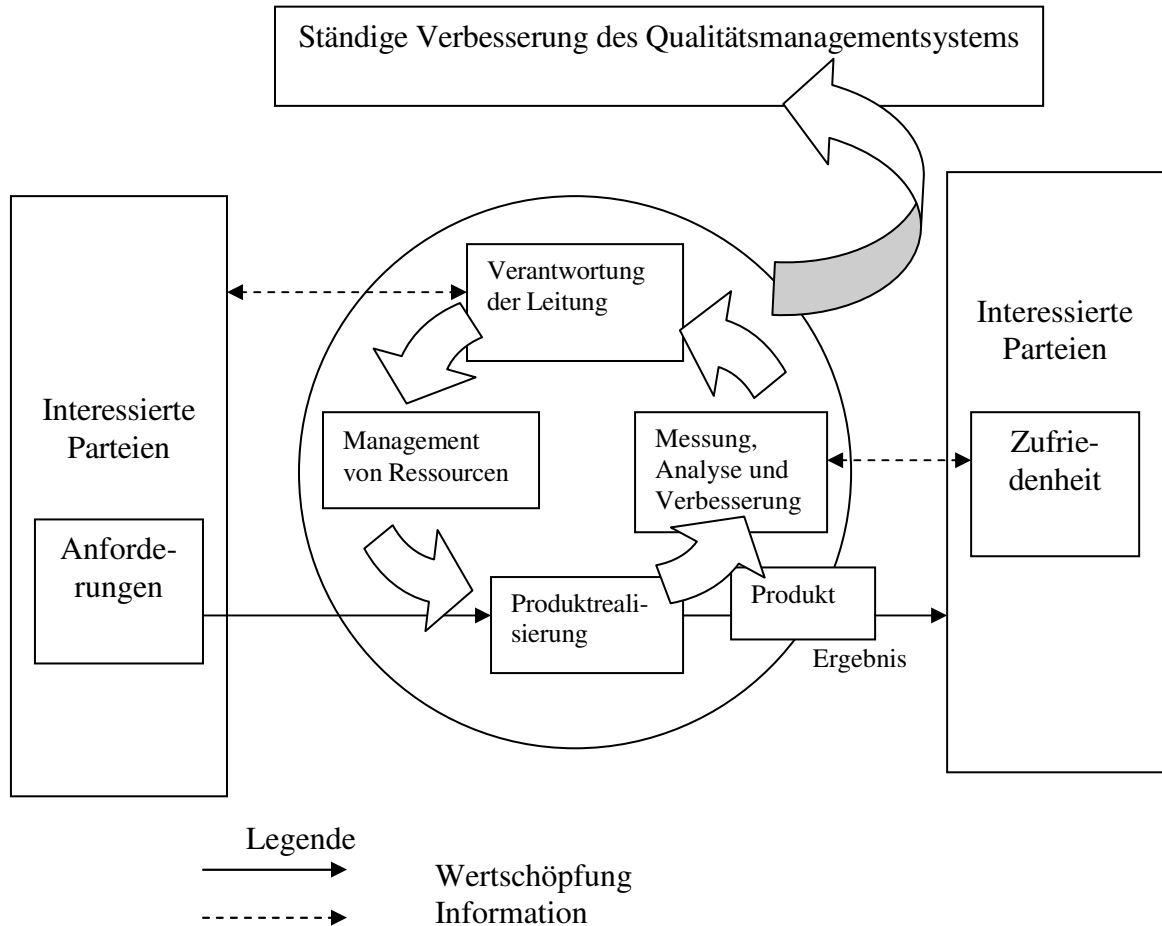 Ständige Verbesserung des Qualitätsmanagementsystems
Verantwortung
der Leitung
Interessierte
Parteien
Interessierte
Parteien
Management
von Ressourcen
Messung,
Analyse und
Verbesserung
Zufrie-
denheit
Anforde-
rungen
Produktreali-
sierung
Produkt
Ergebnis
Legende
Wertschöpfung
Information